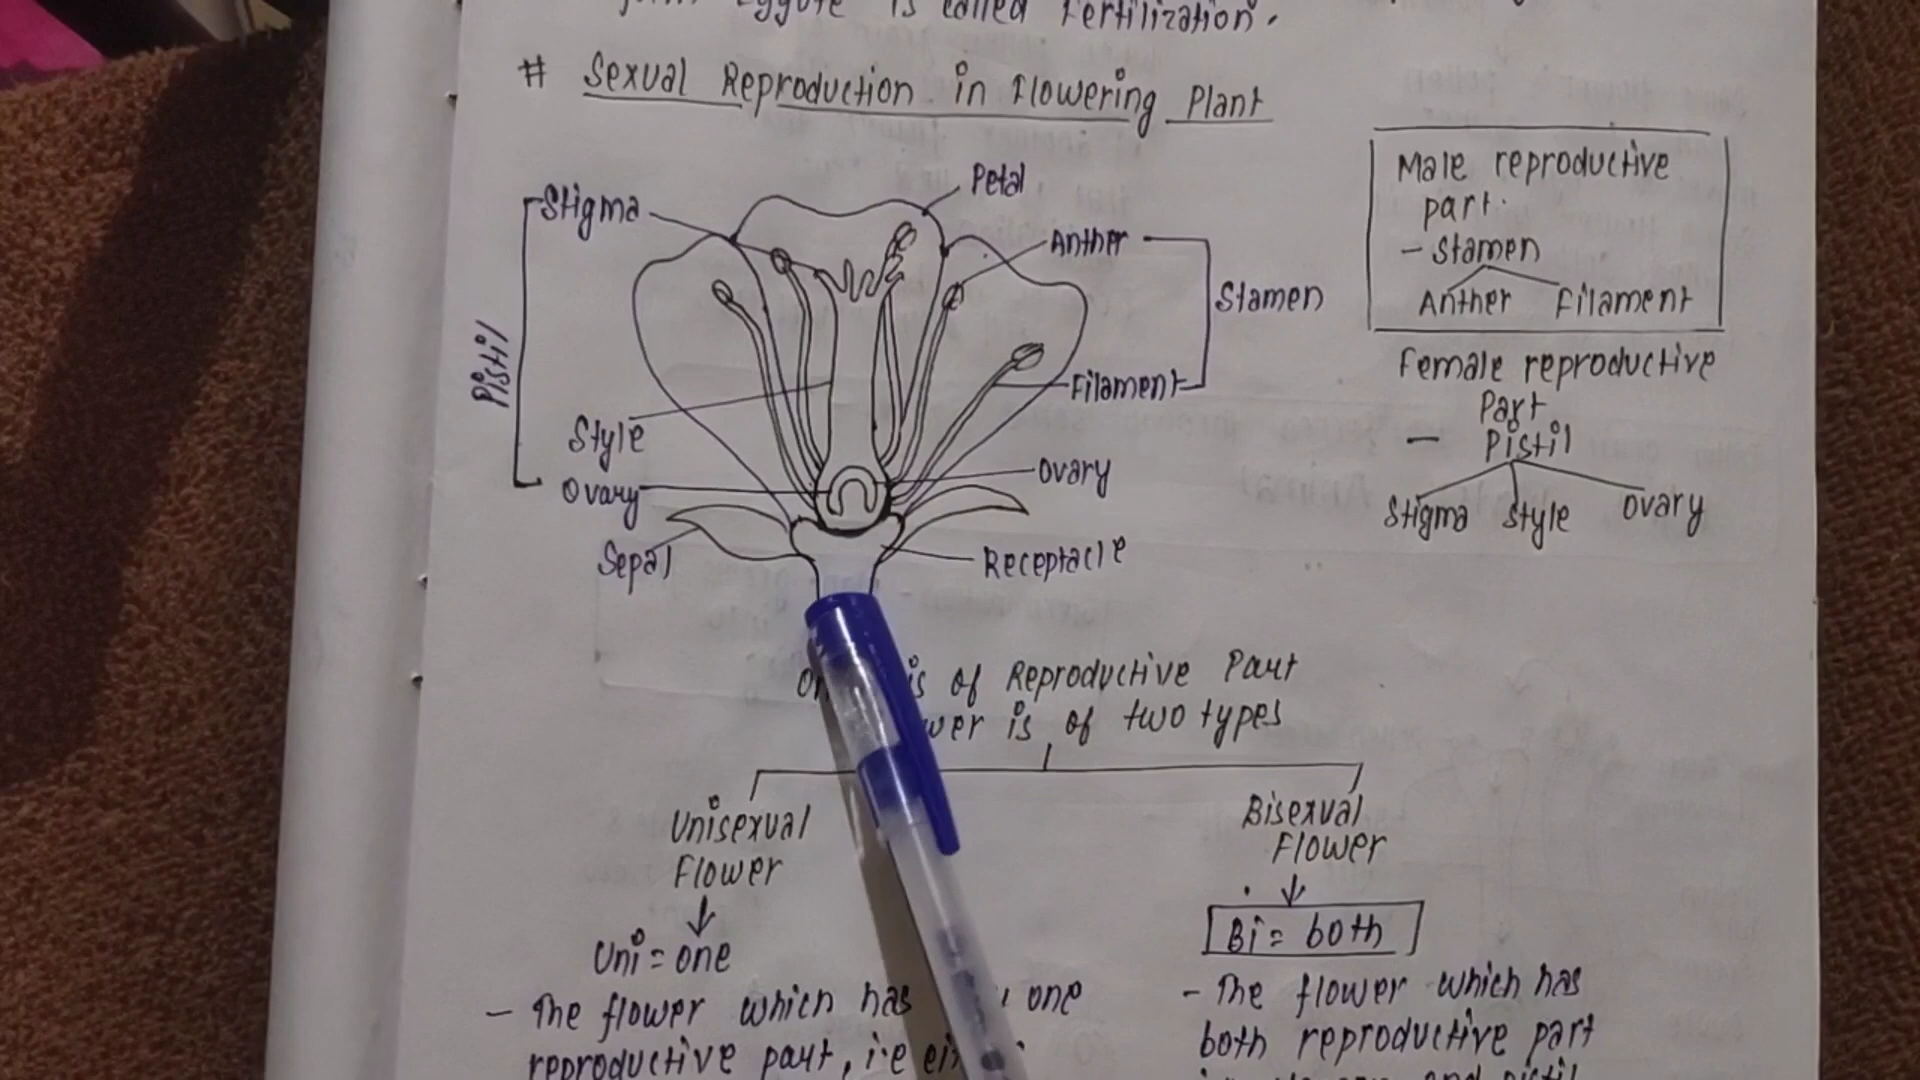 is called Fertilization.
# Sexual Reproduction in Flowering Plant
Stigma
Petal
Anther
Stamen
Filament
Pistil
Style
Ovary
Ovary
Sepal
Receptacle
Male reproductive
part.
- Stamen
Anther Filament
Female reproductive
Part
- Pistil
Stigma Style Ovary
is of Reproductive Part
is of two types
Unisexual
Flower
Uni = one
- The flower which has one
reproductive part, i.e
Bisexual
Flower
Bi = both
- The flower which has
both reproductive part